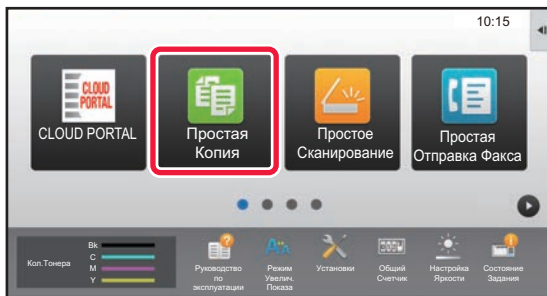 10:15
CLOUD
PORTAL
CLOUD PORTAL
Простая
Копия
Простое
Сканирование
Простая
Отправка Факса
Кол.Тонера
Bk
C
M
Y
Руководство
по
эксплуатации
Режим
Увелич.
Показа
Установки
Общий
Счетчик
Настройка
Яркости
Состояние
Задания